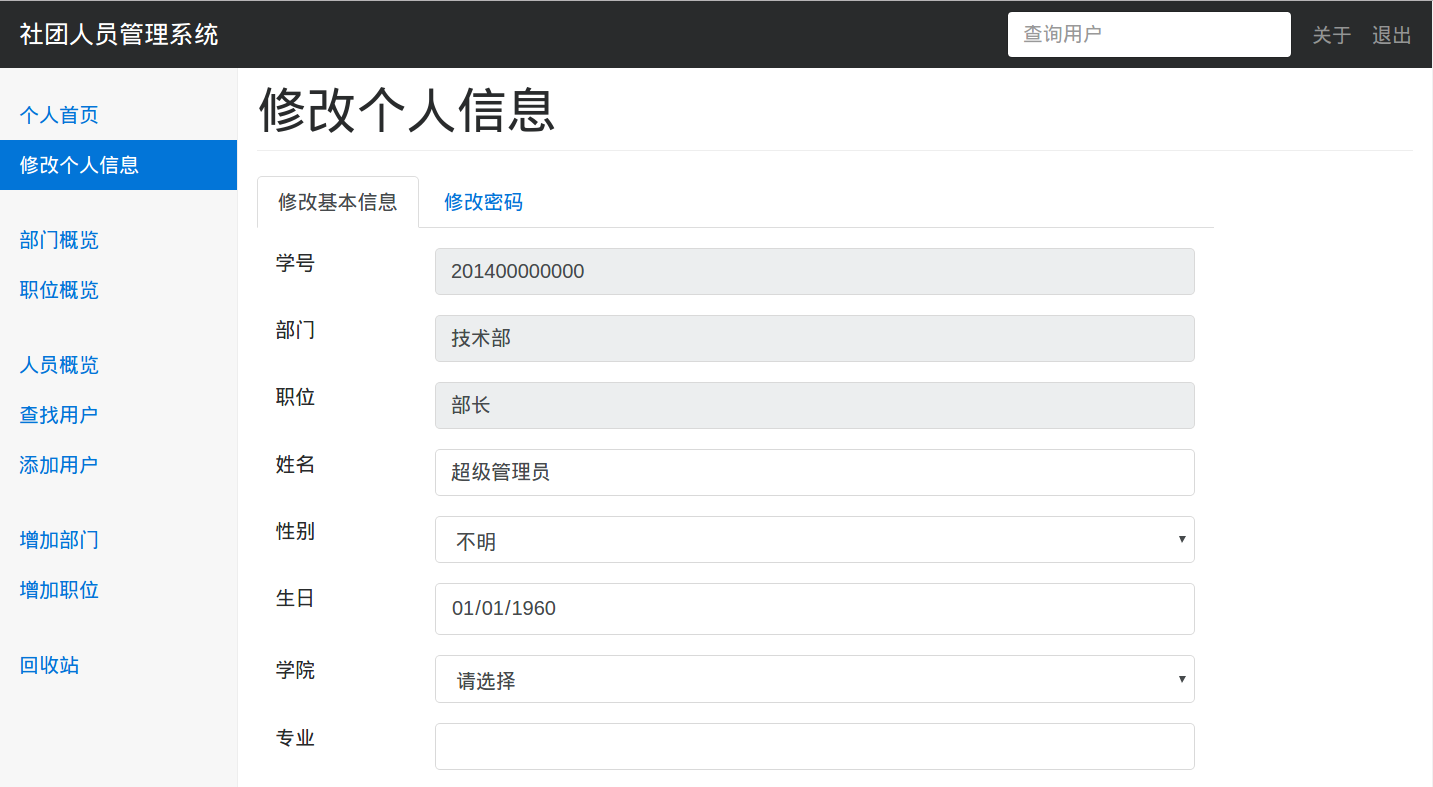 社团人员管理系统
查询用户
关于
退出
个人首页
修改个人信息
部门概览
职位概览
人员概览
查找用户
添加用户
增加部门
增加职位
回收站
修改个人信息
修改基本信息
修改密码
学号
201400000000
部门
技术部
职位
部长
姓名
超级管理员
性别
不明
生日
01/01/1960
学院
请选择
专业